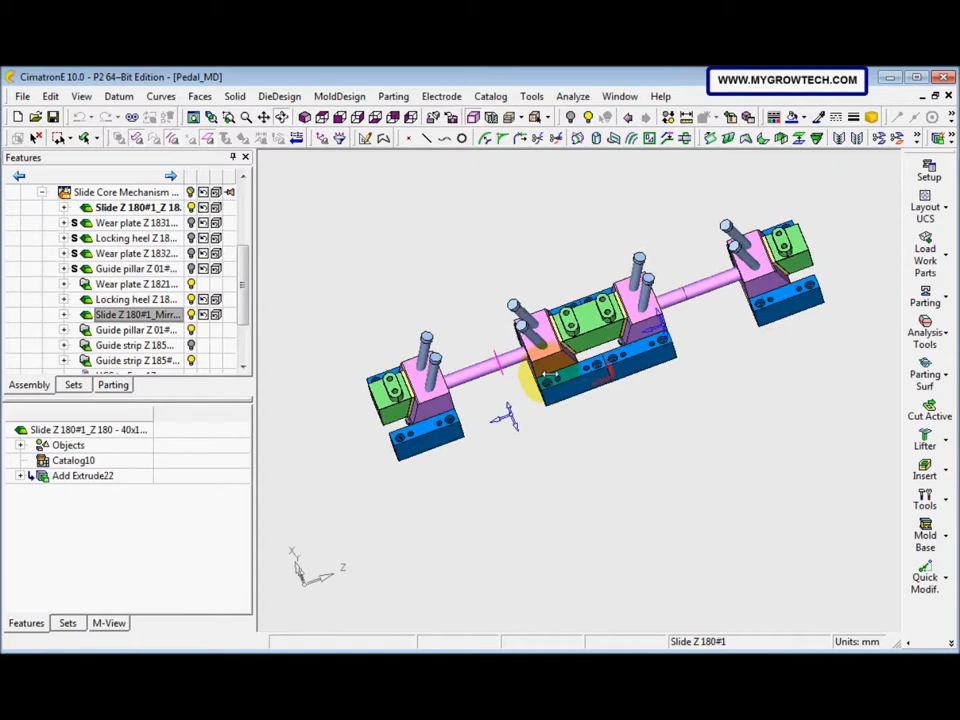 CimatronE 10.0 - P2 64–Bit Edition - [Pedal_MD]
WWW.MYGROWTECH.COM
File Edit View Datum Curves Faces Solid DieDesign MoldDesign Parting Electrode Catalog Tools Analyze Window Help
Features
Slide Core Mechanism ...
Slide Z 180#1_Z 18...
S Wear plate Z 1831...
S Locking heel Z 18...
S Wear plate Z 1832...
S Guide pillar Z 01#...
Wear plate Z 1821...
Locking heel Z 18...
Slide Z 180#1_Mirr...
Guide pillar Z 01#...
Guide strip Z 185...
Guide strip Z 185#...
Assembly Sets Parting
Slide Z 180#1_Z 180 - 40x1...
Objects
Catalog10
Add Extrude22
Features Sets M-View
X
Y
Z
Setup
Layout
UCS
Load
Work
Parts
Parting
Analysis
Tools
Parting
Surf
Cut Active
Lifter
Insert
Tools
Mold
Base
Quick
Modif.
Slide Z 180#1
Units: mm